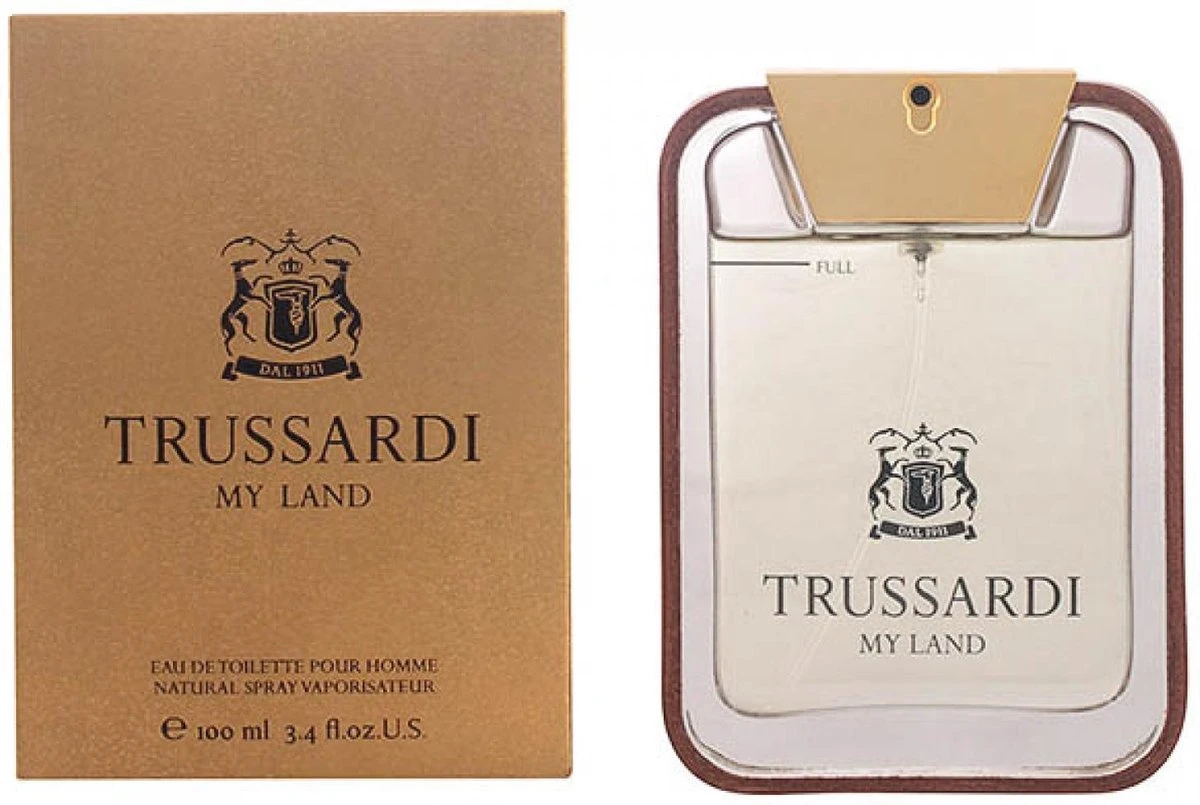 DAL 1911
TRUSSARDI
MY LAND
EAU DE TOILETTE POUR HOMME
NATURAL SPRAY VAPORISATEUR
℮ 100 ml 3.4 fl.oz.U.S.
FULL
DAL 1911
TRUSSARDI
MY LAND